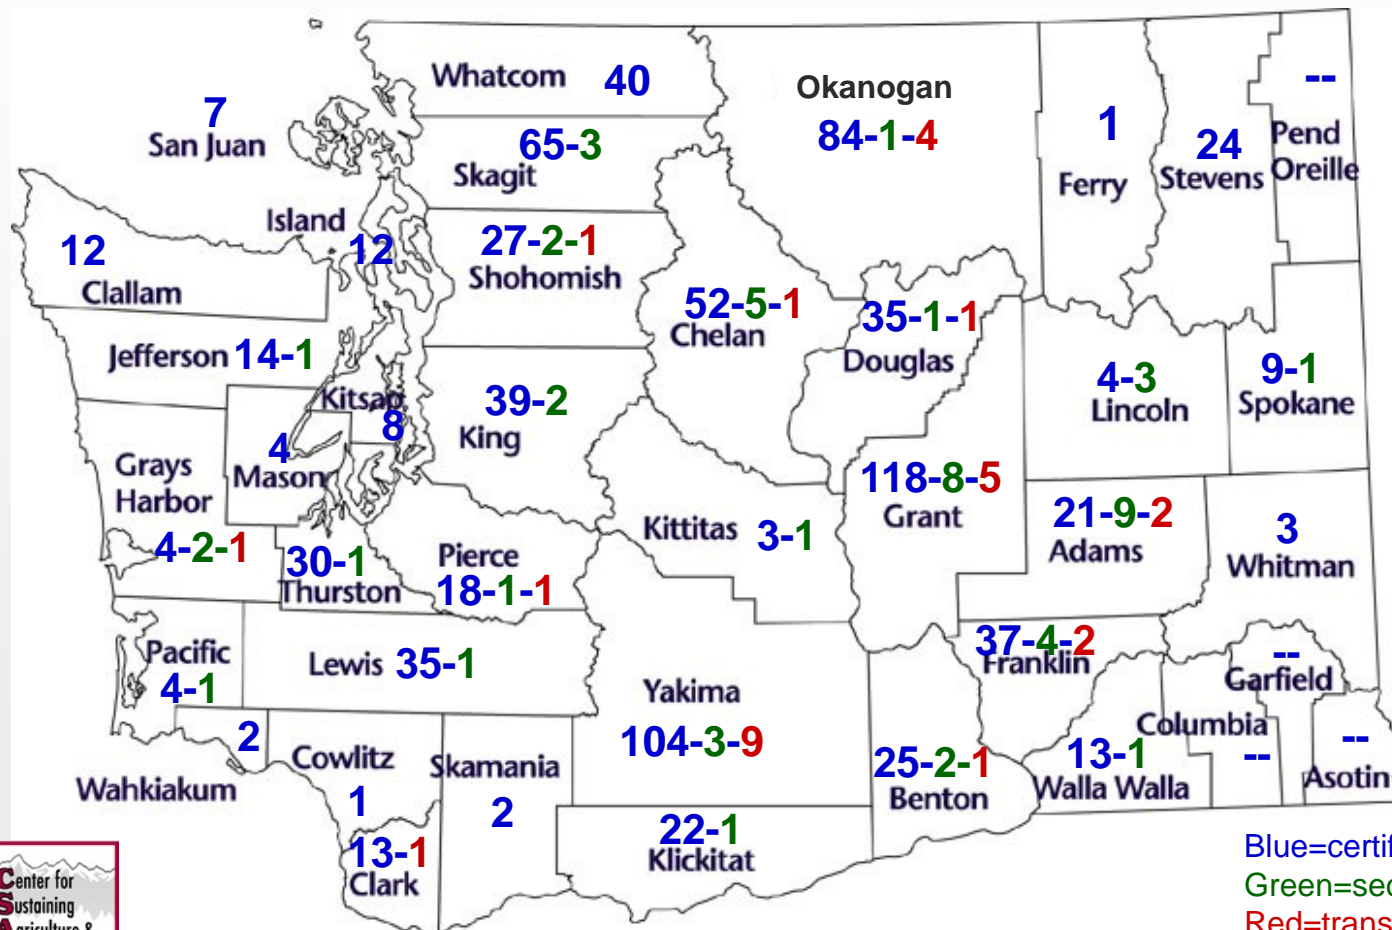 Whatcom 40
Okanogan
84-1-4
7
San Juan
65-3
Skagit
1
Ferry
24
Stevens
--
Pend
Oreille
Island
12
27-2-1
Shohomish
12
Clallam
52-5-1
Chelan
35-1-1
Douglas
Jefferson 14-1
4-3
Lincoln
9-1
Spokane
Kitsap
8
39-2
King
4
Mason
Grays
Harbor
4-2-1
118-8-5
Grant
Kittitas 3-1
21-9-2
Adams
3
Whitman
30-1
Thurston
Pierce
18-1-1
37-4-2
Franklin
Pacific
4-1
Lewis 35-1
--
Garfield
Yakima
104-3-9
Columbia
--
--
Asotin
2
Wahkiakum
Cowlitz
1
Skamania
2
25-2-1
Benton
13-1
Walla Walla
13-1
Clark
22-1
Klickitat
Center for
Sustaining
Agriculture &
Blue=certif
Green=sec
Red=trans